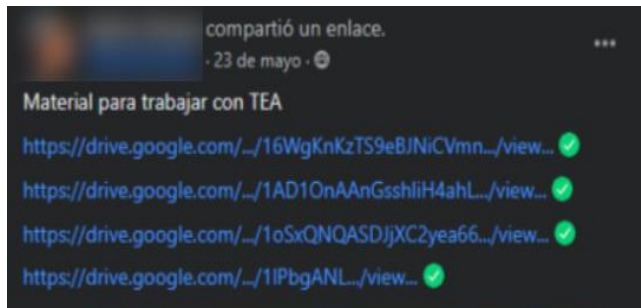 compartió un enlace.
· 23 de mayo ·
Material para trabajar con TEA
https://drive.google.com/.../16WgKnKzTS9eBJNiCVmn.../view...
https://drive.google.com/.../1AD1OnAAnGsshIiH4ahL.../view...
https://drive.google.com/.../1oSxQNQASDJjXC2yea66.../view...
https://drive.google.com/.../1IPbgANL.../view...